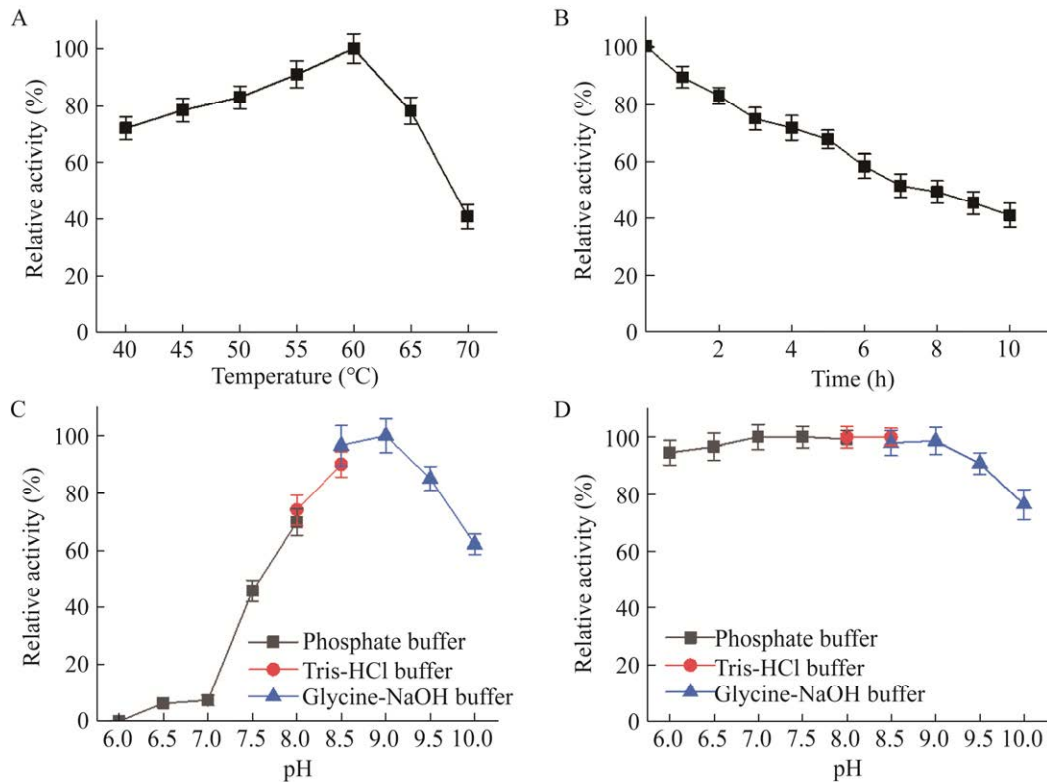 A
Relative activity (%)
100
80
60
40
20
0
40 45 50 55 60 65 70
Temperature (℃)
B
Relative activity (%)
100
80
60
40
20
0
2 4 6 8 10
Time (h)
C
Relative activity (%)
100
80
60
40
20
0
Phosphate buffer
Tris-HCl buffer
Glycine-NaOH buffer
6.0 6.5 7.0 7.5 8.0 8.5 9.0 9.5 10.0
pH
D
Relative activity (%)
100
80
60
40
20
0
Phosphate buffer
Tris-HCl buffer
Glycine-NaOH buffer
6.0 6.5 7.0 7.5 8.0 8.5 9.0 9.5 10.0
pH